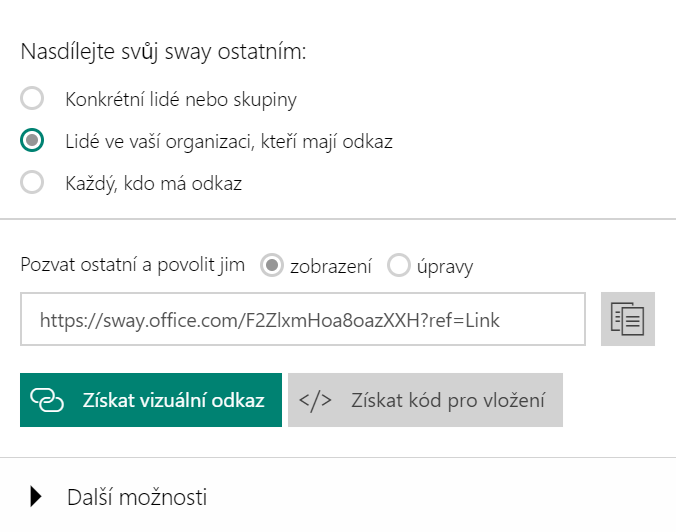 Nasdílejte svůj sway ostatním:
Konkrétní lidé nebo skupiny
Lidé ve vaší organizaci, kteří mají odkaz
Každý, kdo má odkaz
Pozvat ostatní a povolit jim zobrazení úpravy
https://sway.office.com/F2ZlxmHoa8oazXXH?ref=Link
Získat vizuální odkaz </> Získat kód pro vložení
Další možnosti